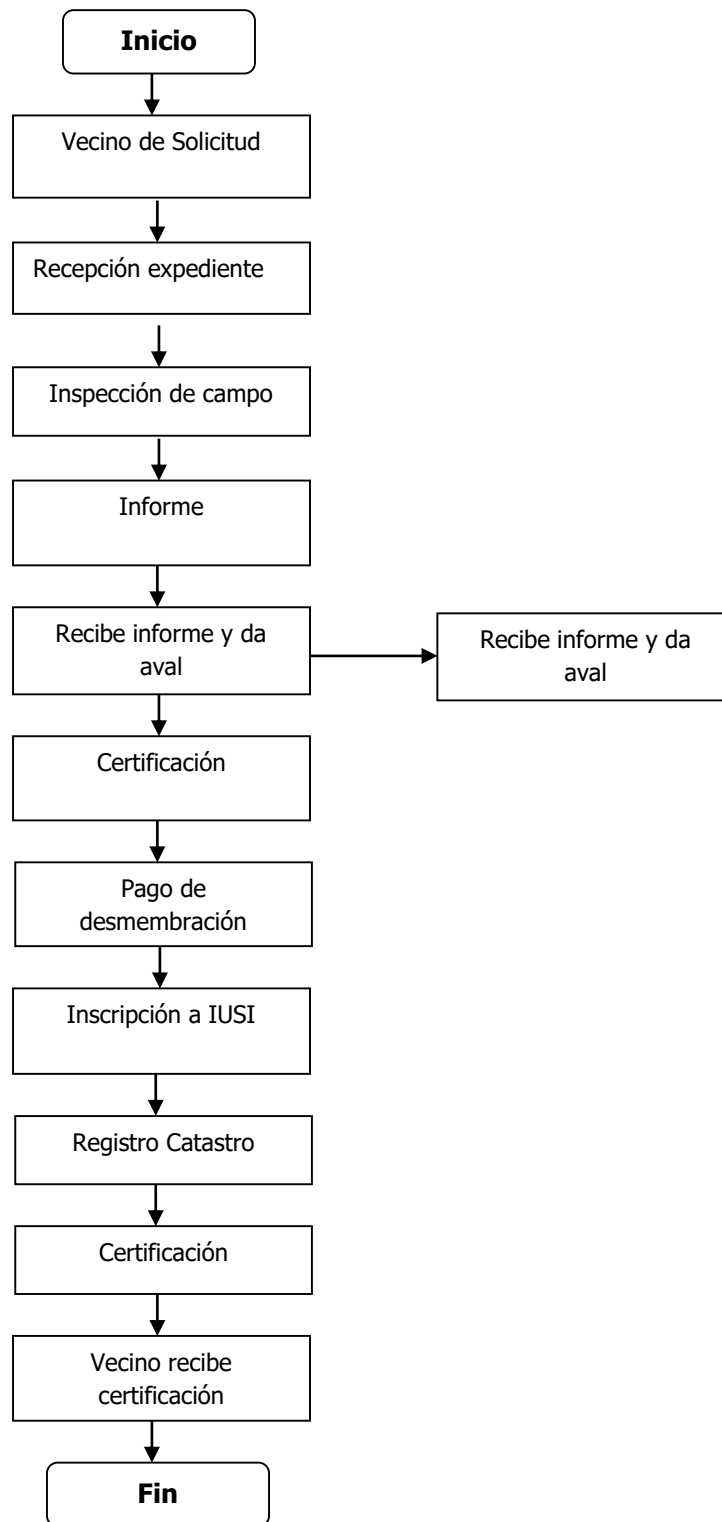 Inicio
Vecino de Solicitud
Recepción expediente
Inspección de campo
Informe
Recibe informe y da
aval
Recibe informe y da
aval
Certificación
Pago de
desmembración
Inscripción a IUSI
Registro Catastro
Certificación
Vecino recibe
certificación
Fin